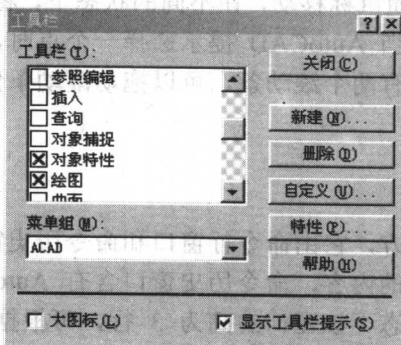 工具栏
工具栏(T):
参照编辑
插入
查询
对象捕捉
对象特性
绘图
曲面
菜单组(M):
ACAD
关闭(C)
新建(N)...
删除(D)
自定义(U)...
特性(P)...
帮助(H)
大图标(L)
显示工具栏提示(S)